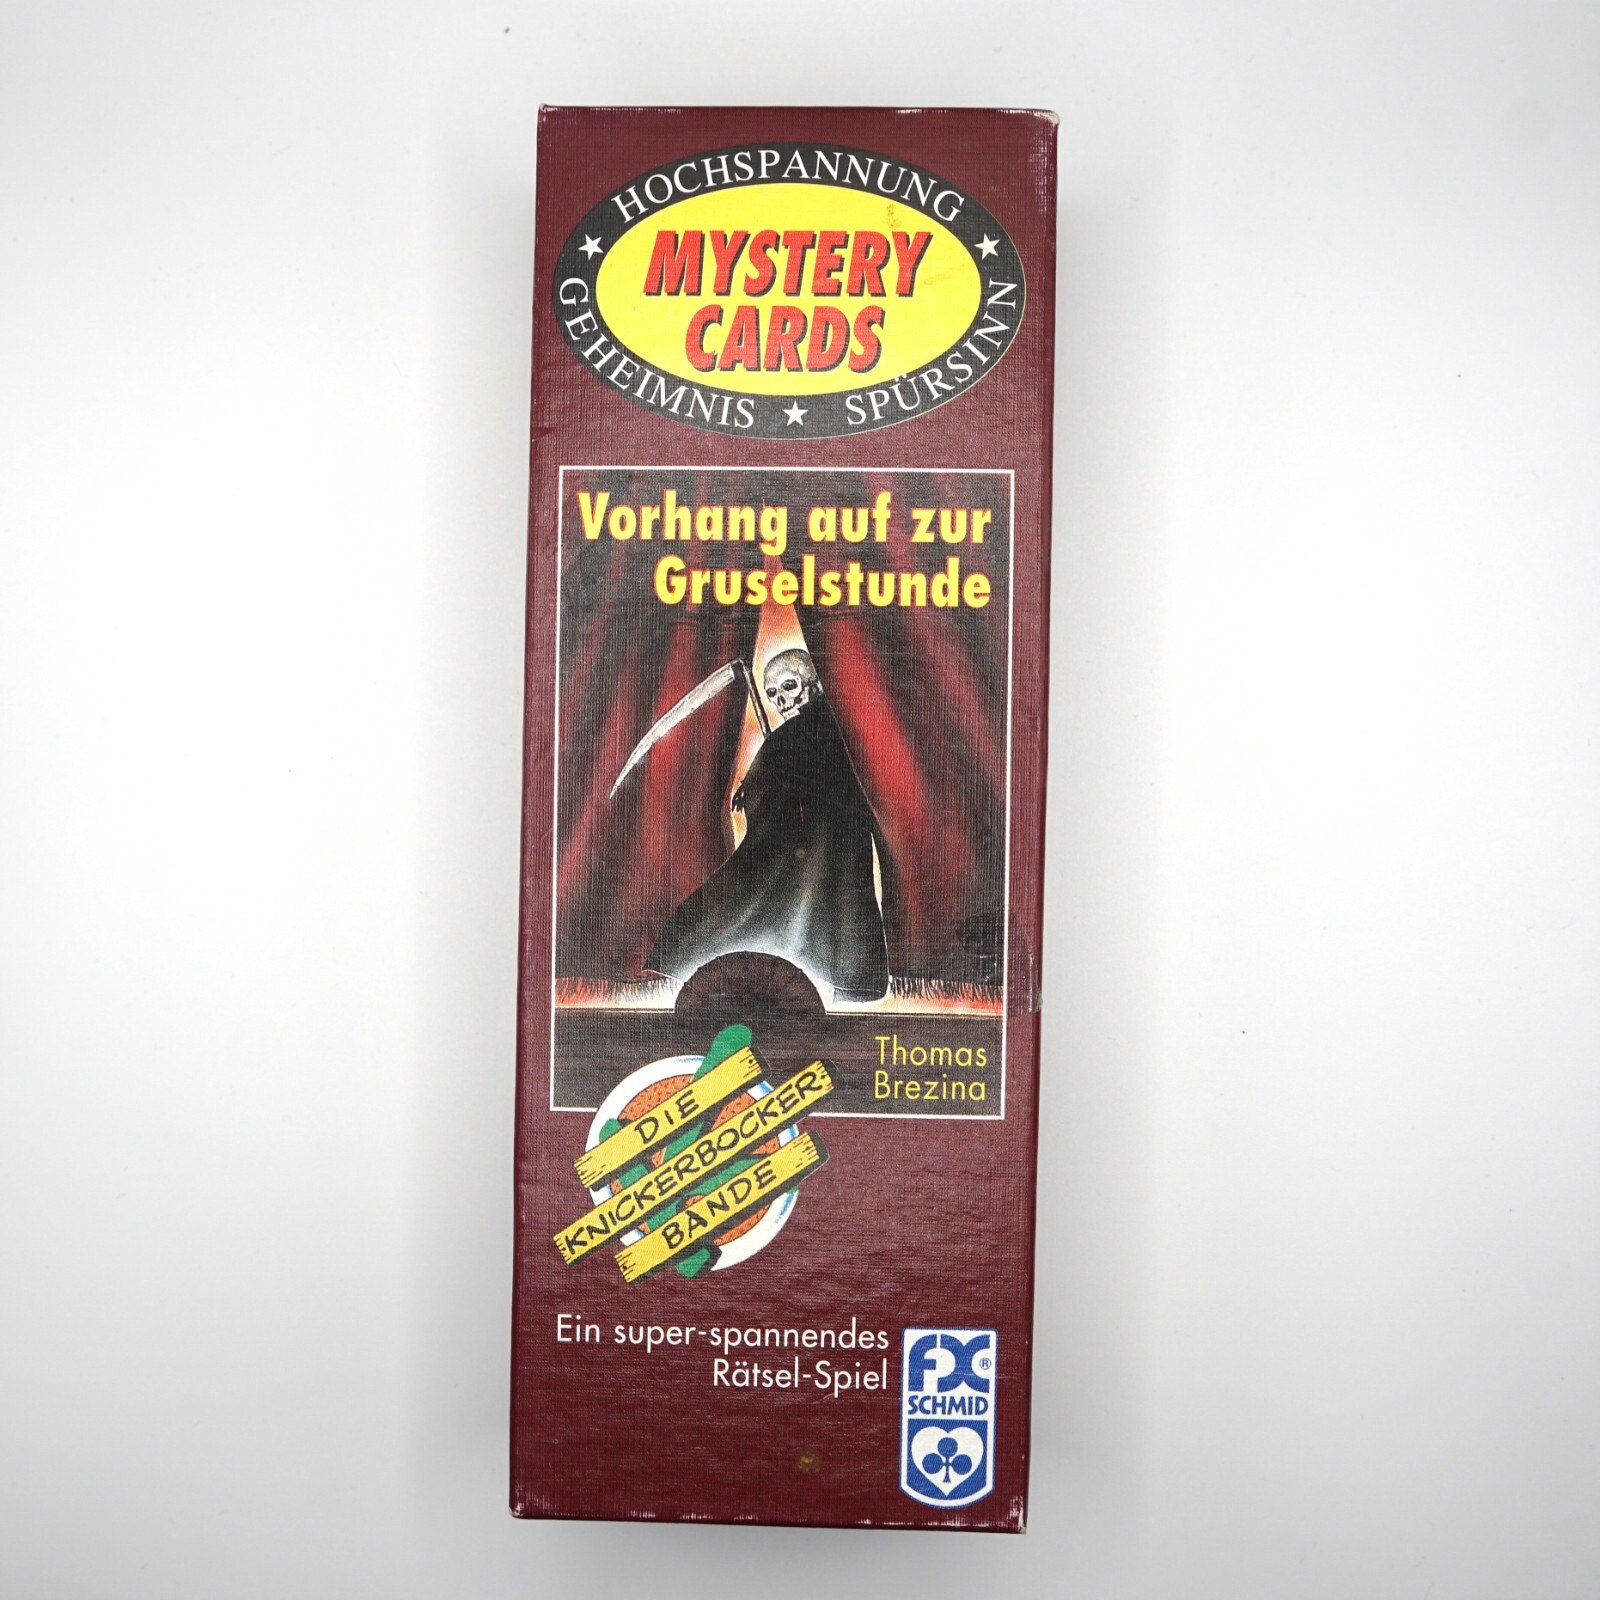 HOCHSPANNUNG
MYSTERY
CARDS
GEHEIMNIS ★ SPÜRSINN
Vorhang auf zur
Gruselstunde
Thomas
Brezina
DIE
KNICKERBOCKER-
BANDE
Ein super-spannendes
Rätsel-Spiel
FX®
SCHMID